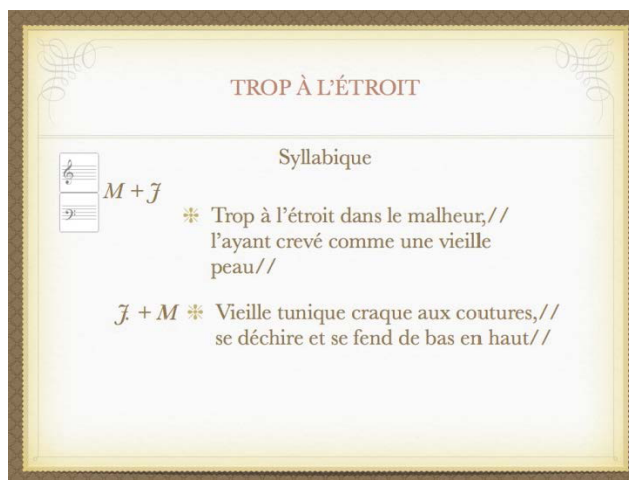 TROP À L'ÉTROIT
Syllabique
M + J
Trop à l'étroit dans le malheur,//
l'ayant crevé comme une vieille
peau//
J. + M Vieille tunique craque aux coutures,//
se déchire et se fend de bas en haut//